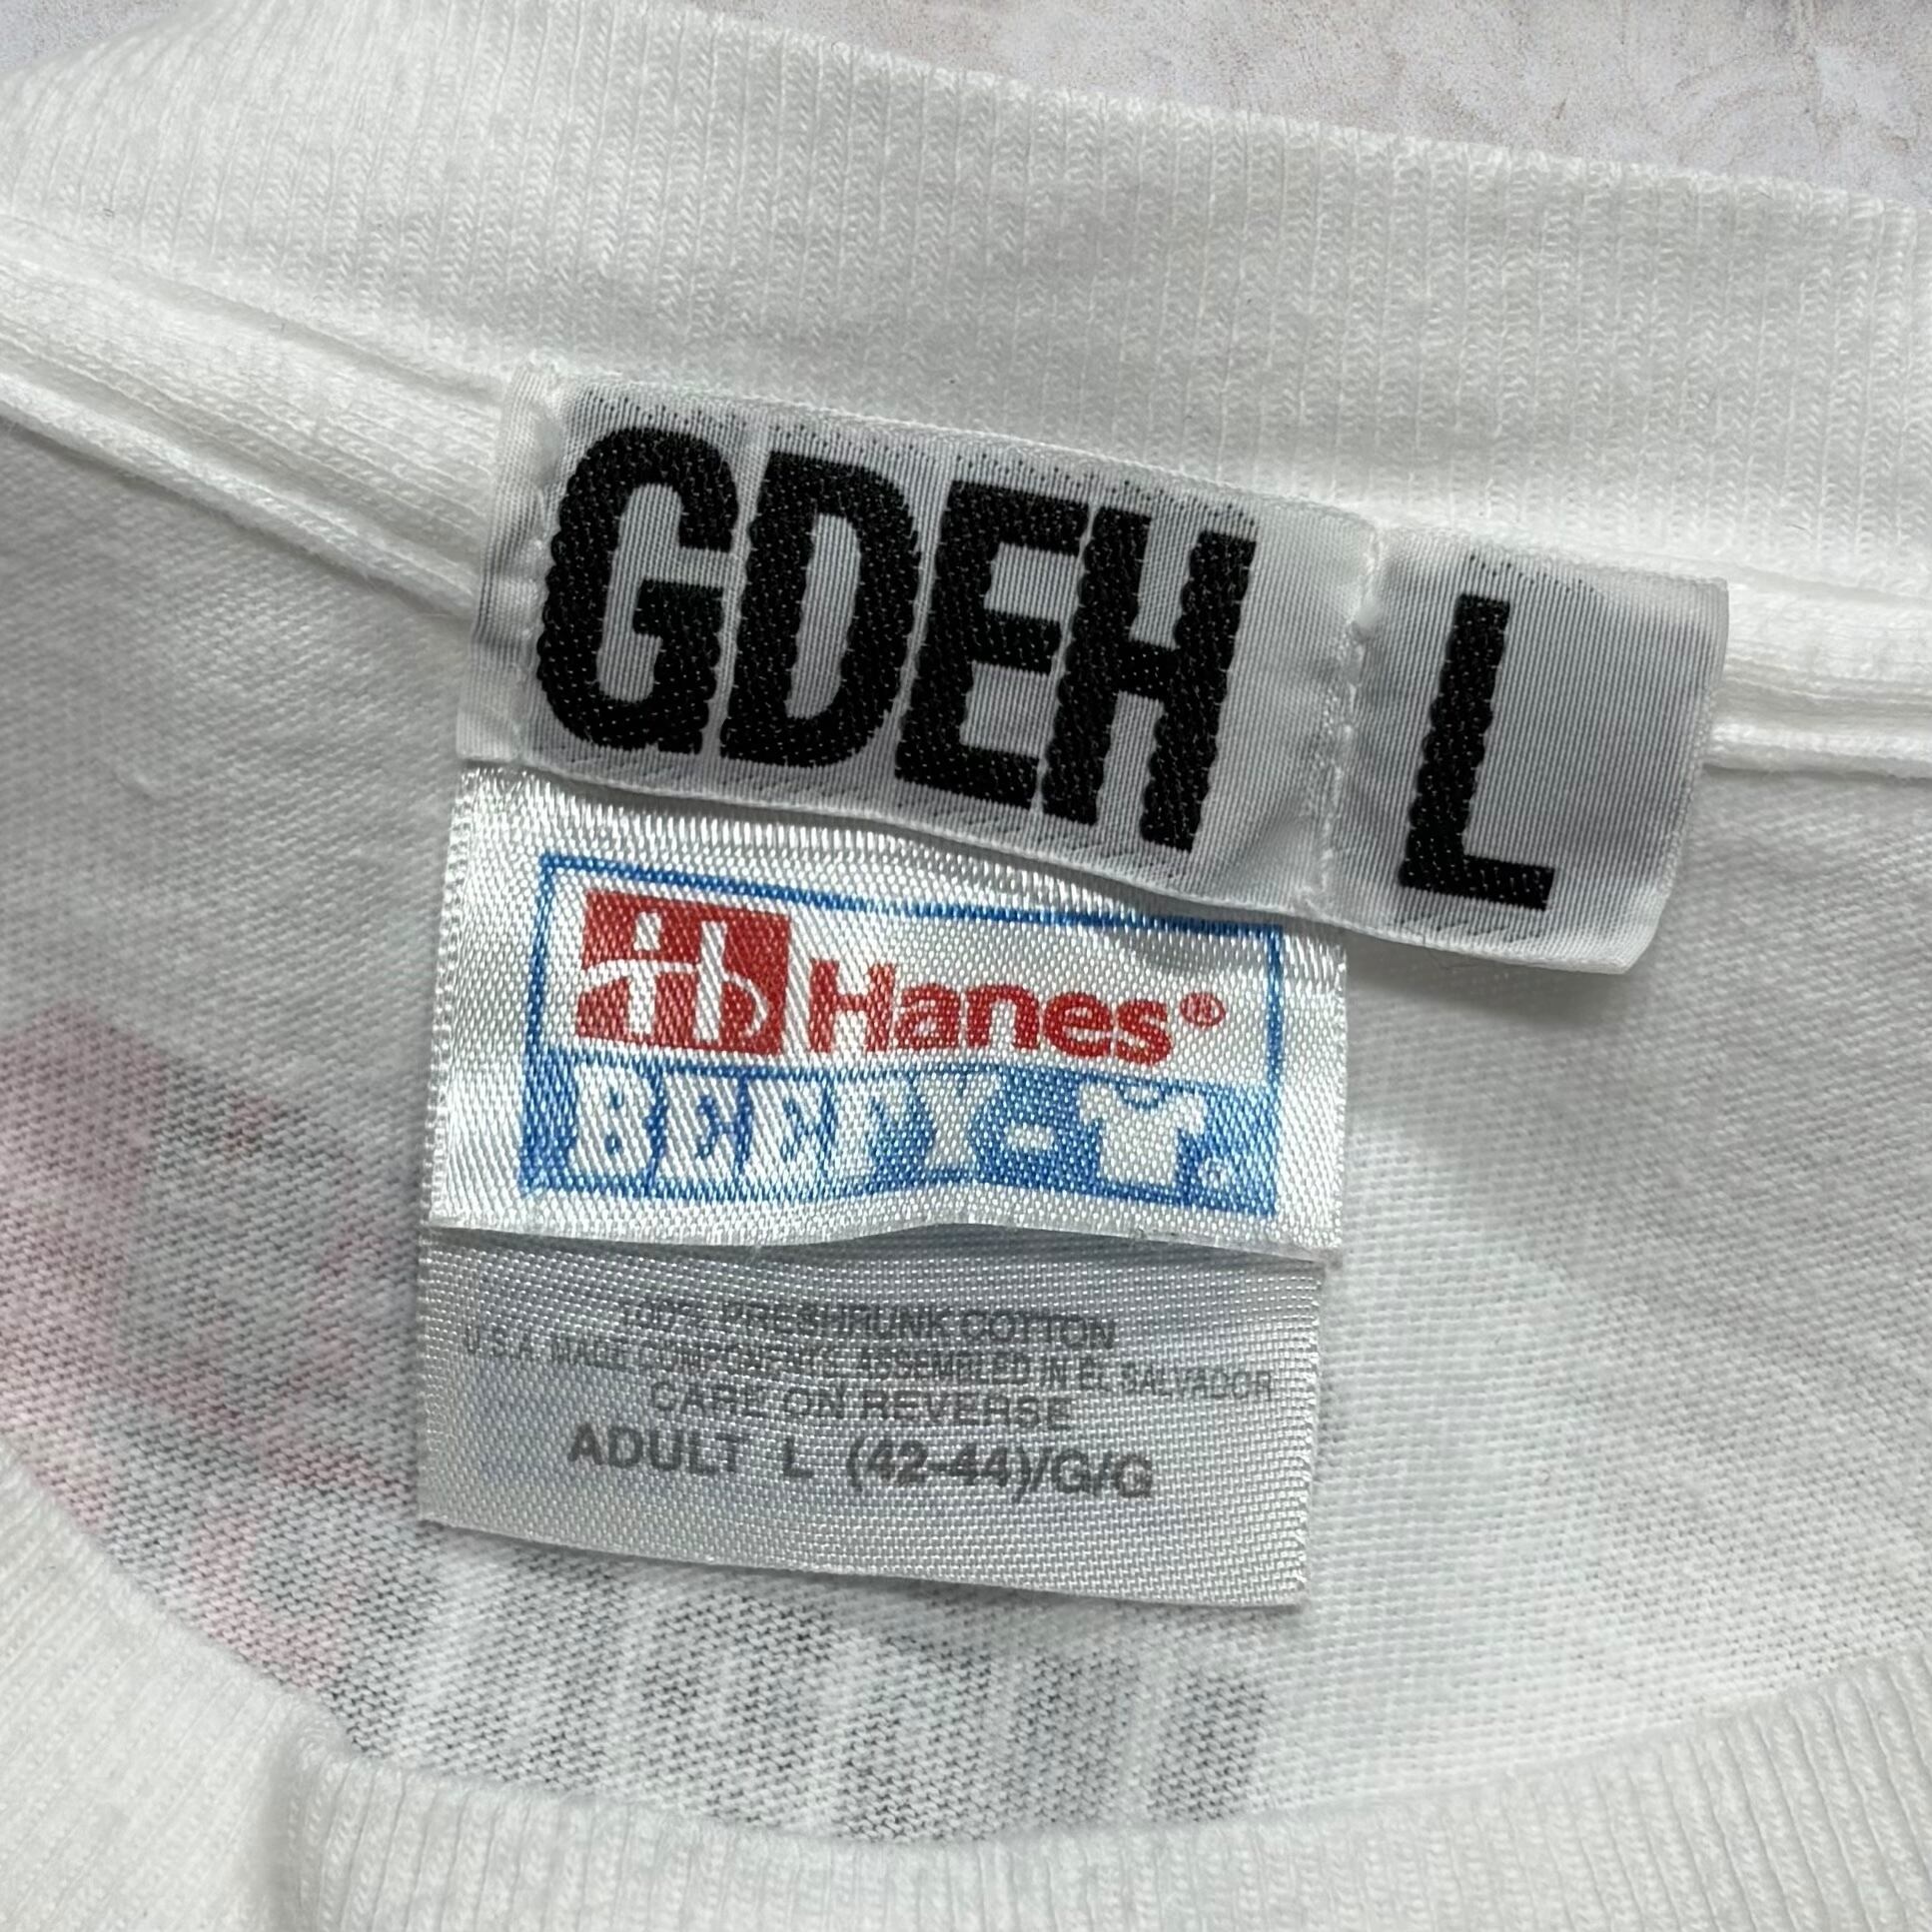 GDEH L
Hanes®
BEEFY-T
100% PRESHRUNK COTTON
U.S.A. MADE COMPONENTS ASSEMBLED IN EL SALVADOR
CARE ON REVERSE
ADULT L (42-44)/G/G